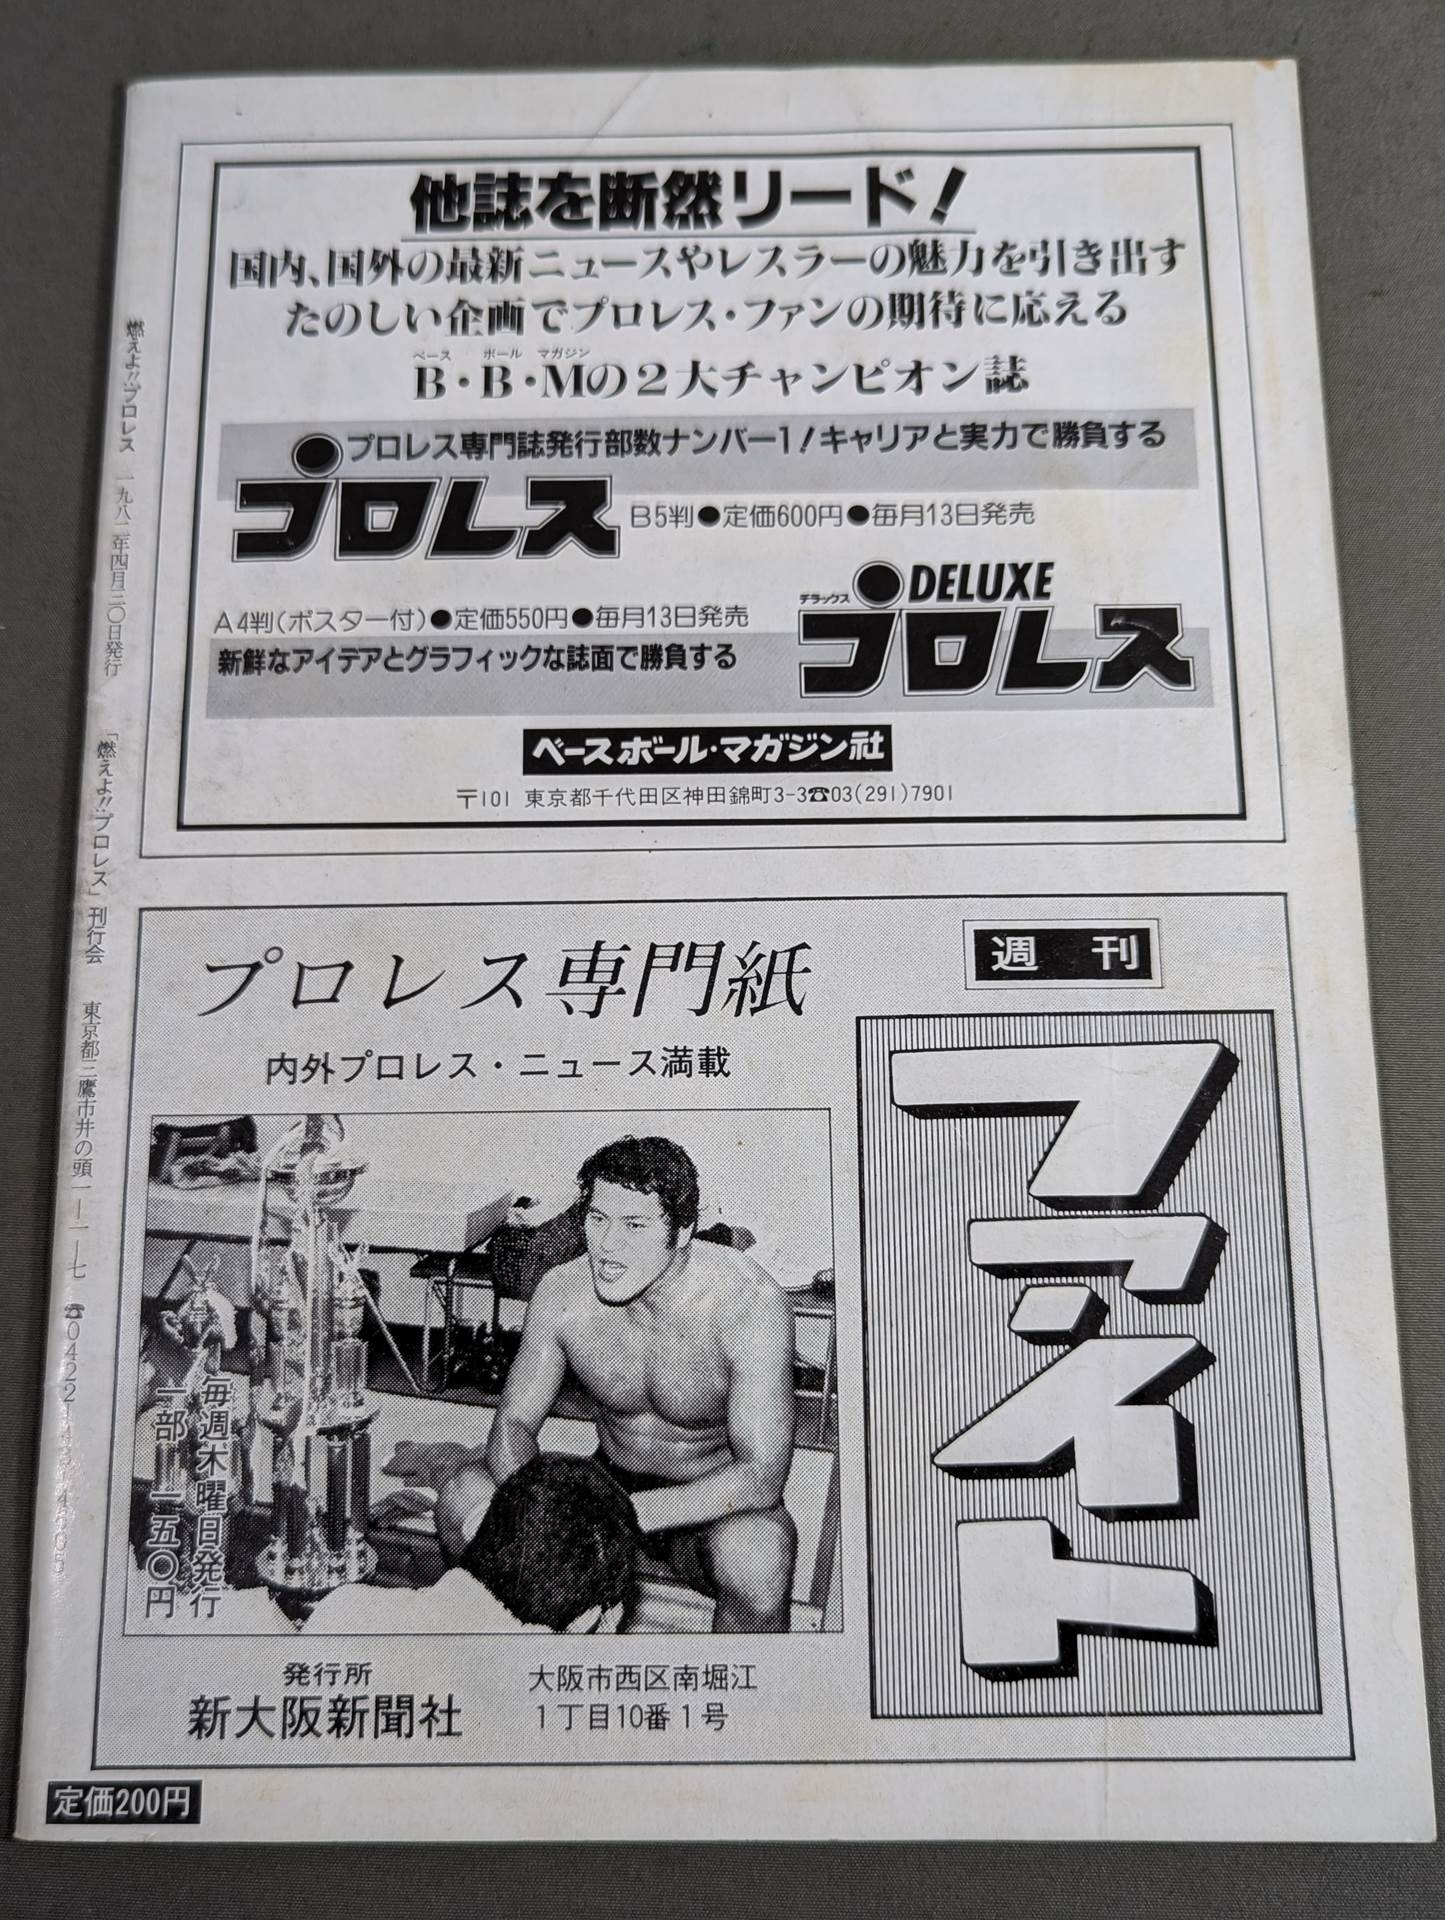 他誌を断然リード!
国内、国外の最新ニュースやレスラーの魅力を引き出す
たのしい企画でプロレス・ファンの期待に応える
ベース ボール マガジン
B・B・Mの2大チャンピオン誌
●プロレス専門誌発行部数ナンバー1!キャリアと実力で勝負する
プロレス
B5判●定価600円●毎月13日発売
デラックス
●DELUXE
プロレス
A4判(ポスター付)●定価550円●毎月13日発売
新鮮なアイデアとグラフィックな誌面で勝負する
ベースボール・マガジン社
〒101 東京都千代田区神田錦町3-3☎03(291)7901
週刊
ファイト
プロレス専門紙
内外プロレス・ニュース満載
毎週木曜日発行
一部 一五〇円
発行所
新大阪新聞社
大阪市西区南堀江
1丁目10番1号
定価200円
燃えよ!!プロレス 一九八二年四月三〇日発行 「燃えよ!!プロレス」刊行会 東京都三鷹市井の頭一―一―七